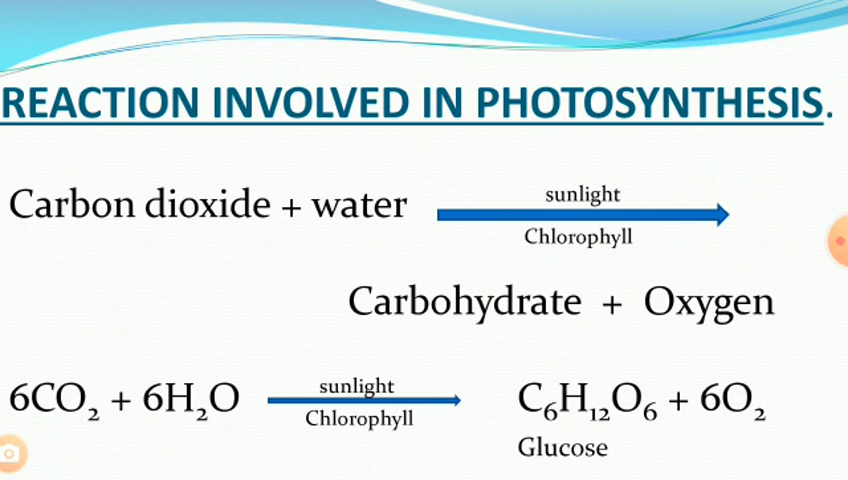 REACTION INVOLVED IN PHOTOSYNTHESIS.
Carbon dioxide + water
sunlight
Chlorophyll
Carbohydrate + Oxygen
6CO₂ + 6H₂O
sunlight
Chlorophyll
C₆H₁₂O₆ + 6O₂
Glucose